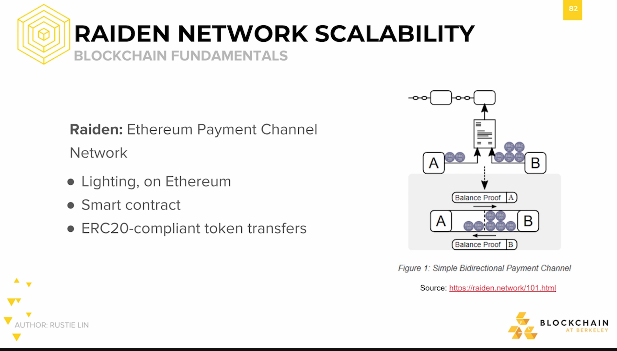 82
RAIDEN NETWORK SCALABILITY
BLOCKCHAIN FUNDAMENTALS
Raiden: Ethereum Payment Channel
Network
● Lighting, on Ethereum
● Smart contract
● ERC20-compliant token transfers
A
B
Balance Proof A
A
B
Balance Proof B
Figure 1: Simple Bidirectional Payment Channel
Source: https://raiden.network/101.html
AUTHOR: RUSTIE LIN
BLOCKCHAIN
AT BERKELEY